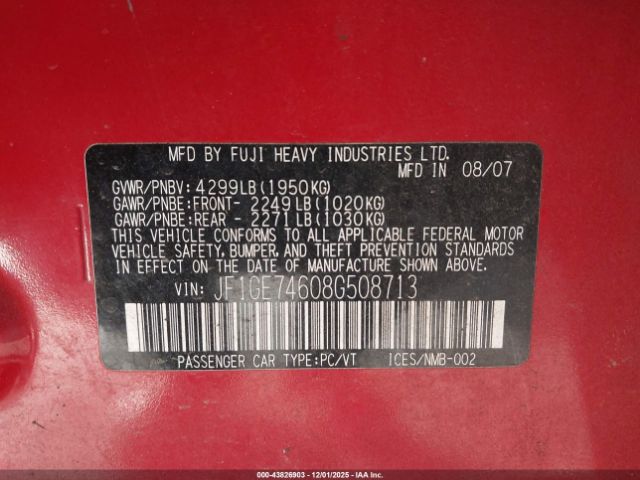 MFD BY FUJI HEAVY INDUSTRIES LTD.
MFD IN 08/07
GVWR/PNBV: 4299LB(1950KG)
GAWR/PNBE:FRONT- 2249LB(1020KG)
GAWR/PNBE:REAR - 2271LB(1030KG)
THIS VEHICLE CONFORMS TO ALL APPLICABLE FEDERAL MOTOR
VEHICLE SAFETY, BUMPER, AND THEFT PREVENTION STANDARDS
IN EFFECT ON THE DATE OF MANUFACTURE SHOWN ABOVE.
VIN: JF1GE74608G508713
PASSENGER CAR TYPE:PC/VT ICES/NMB-002
000-43826903 - 12/01/2025 - IAAI.COM